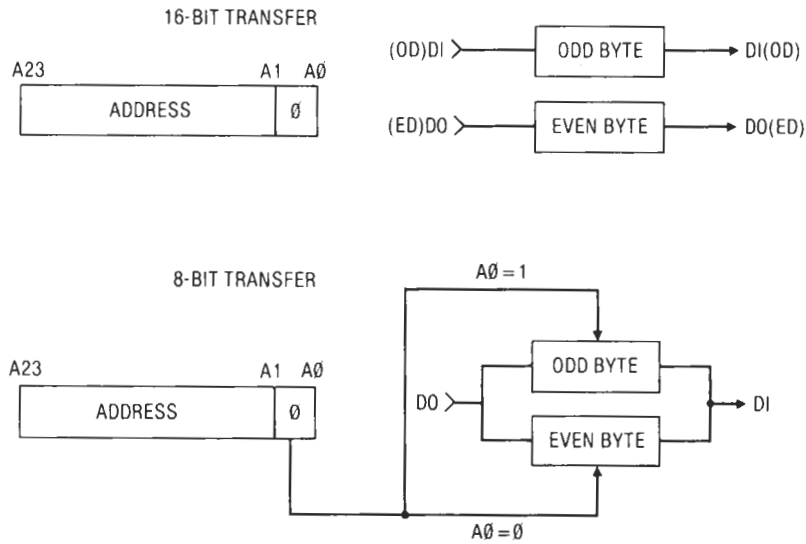 16-BIT TRANSFER
A23 A1 AØ
ADDRESS Ø
(OD)DI ODD BYTE DI(OD)
(ED)DO EVEN BYTE DO(ED)
8-BIT TRANSFER
A23 A1 AØ
ADDRESS Ø
AØ = 1
ODD BYTE
DO DI
EVEN BYTE
AØ = Ø